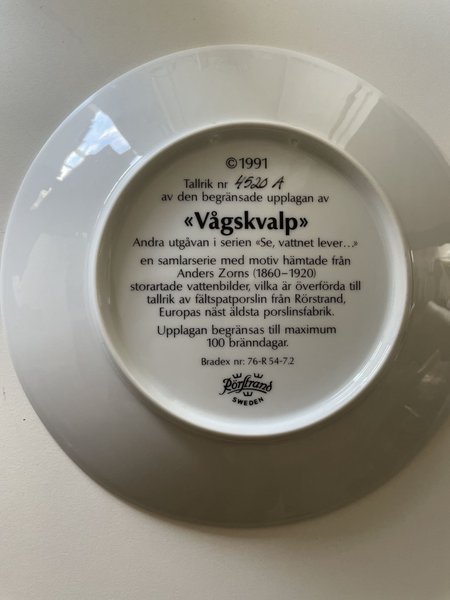 ©1991
Tallrik nr 4520 A
av den begränsade upplagan av
«Vågskvalp»
Andra utgåvan i serien «Se, vattnet lever…»
en samlarserie med motiv hämtade från
Anders Zorns (1860–1920)
storartade vattenbilder, vilka är överförda till
tallrik av fältspatporslin från Rörstrand,
Europas näst äldsta porslinsfabrik.
Upplagan begränsas till maximum
100 bränndagar.
Bradex nr: 76-R 54-7.2
Rörstrand
SWEDEN